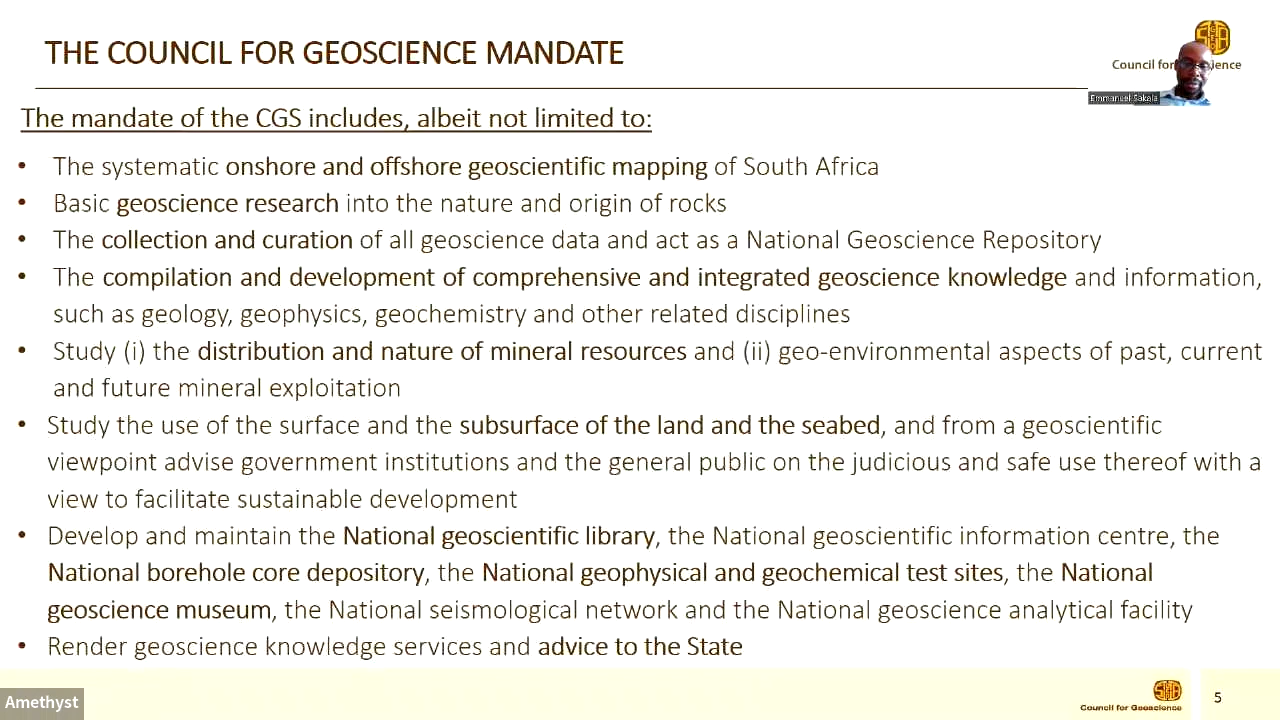 THE COUNCIL FOR GEOSCIENCE MANDATE
Council for Geoscience
Emmanuel Sakala
The mandate of the CGS includes, albeit not limited to:
• The systematic onshore and offshore geoscientific mapping of South Africa
• Basic geoscience research into the nature and origin of rocks
• The collection and curation of all geoscience data and act as a National Geoscience Repository
• The compilation and development of comprehensive and integrated geoscience knowledge and information,
such as geology, geophysics, geochemistry and other related disciplines
• Study (i) the distribution and nature of mineral resources and (ii) geo-environmental aspects of past, current
and future mineral exploitation
• Study the use of the surface and the subsurface of the land and the seabed, and from a geoscientific
viewpoint advise government institutions and the general public on the judicious and safe use thereof with a
view to facilitate sustainable development
• Develop and maintain the National geoscientific library, the National geoscientific information centre, the
National borehole core depository, the National geophysical and geochemical test sites, the National
geoscience museum, the National seismological network and the National geoscience analytical facility
• Render geoscience knowledge services and advice to the State
Amethyst
Council for Geoscience
5